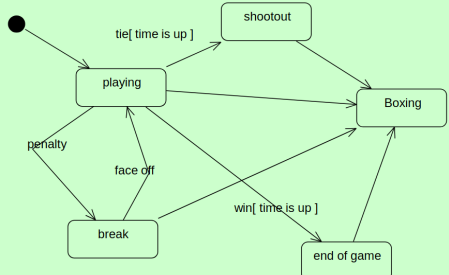 shootout
tie[ time is up ]
playing
Boxing
penalty
face off
win[ time is up ]
break
end of game